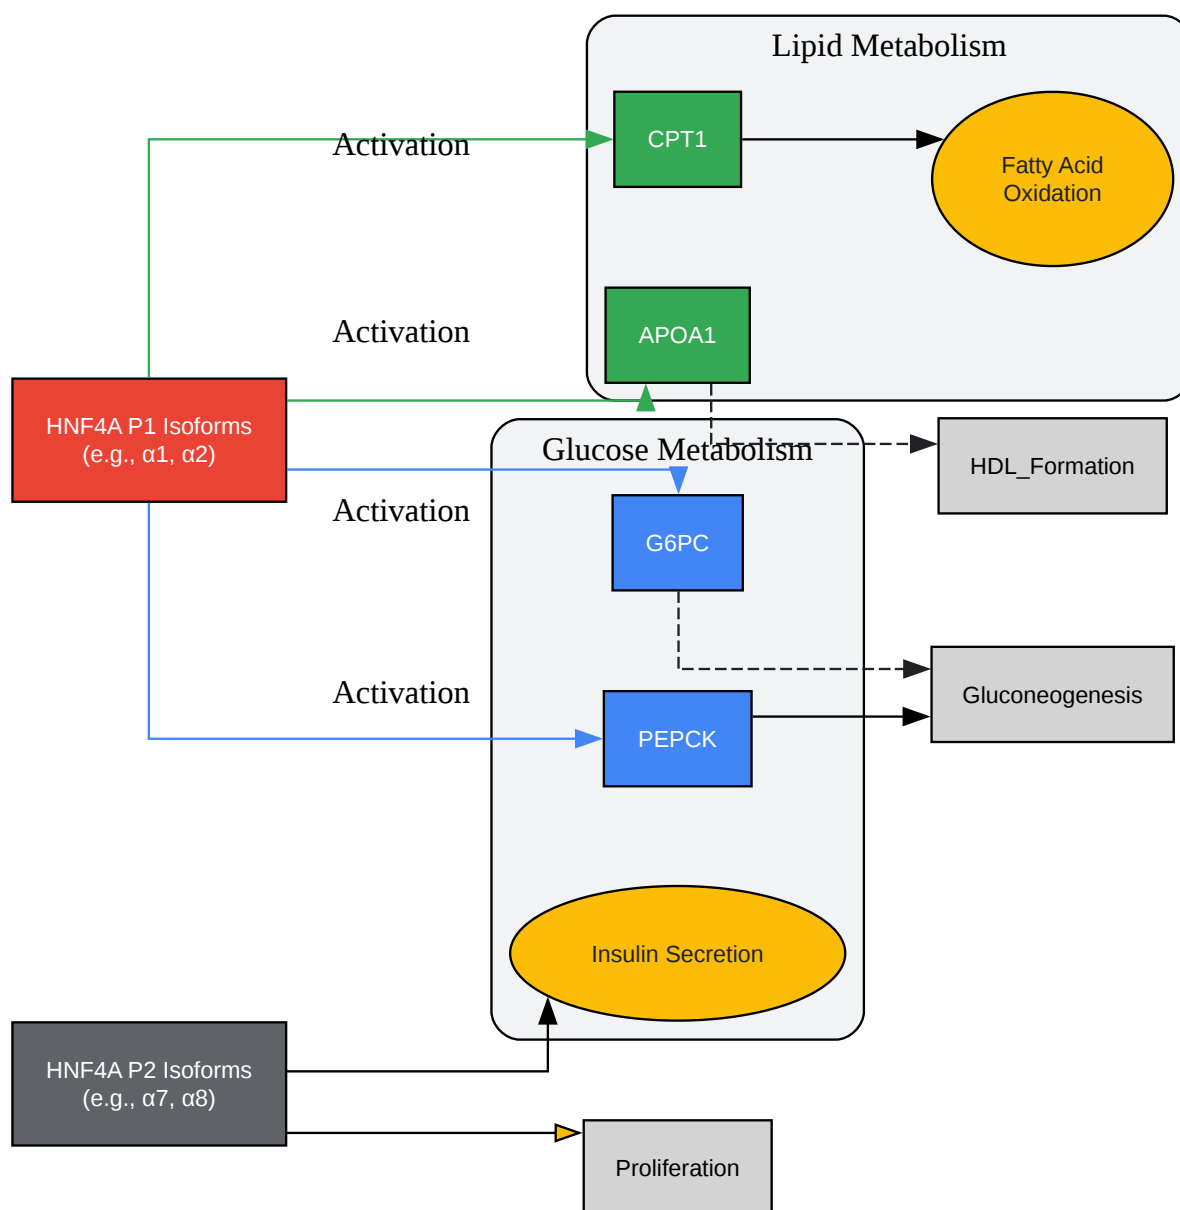 Lipid Metabolism
CPT1
Activation
Fatty Acid
Oxidation
Activation
APOA1
HNF4A P1 Isoforms
(e.g., α1, α2)
Glucose Metabolism
HDL_Formation
Activation
G6PC
Activation
Gluconeogenesis
PEPCK
Insulin Secretion
HNF4A P2 Isoforms
(e.g., α7, α8)
Proliferation